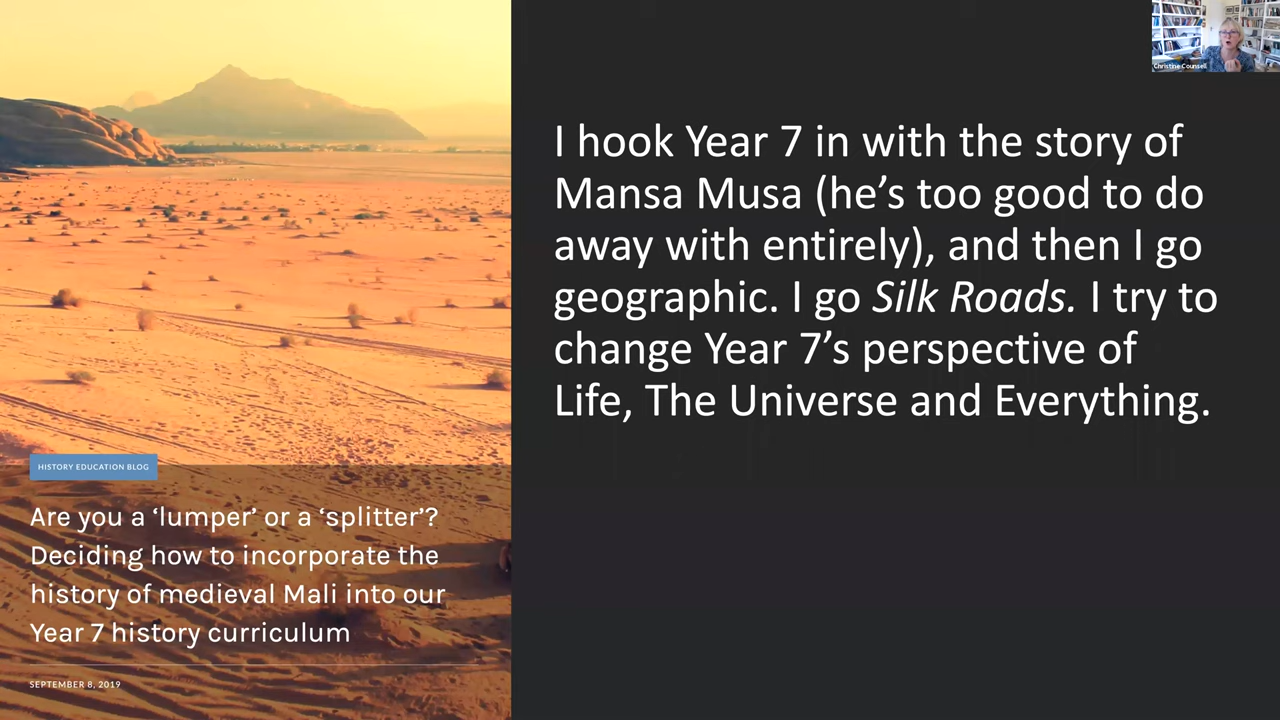 Christine Counsell
I hook Year 7 in with the story of
Mansa Musa (he’s too good to do
away with entirely), and then I go
geographic. I go Silk Roads. I try to
change Year 7’s perspective of
Life, The Universe and Everything.
HISTORY EDUCATION BLOG
Are you a ‘lumper’ or a ‘splitter’?
Deciding how to incorporate the
history of medieval Mali into our
Year 7 history curriculum
SEPTEMBER 8, 2019